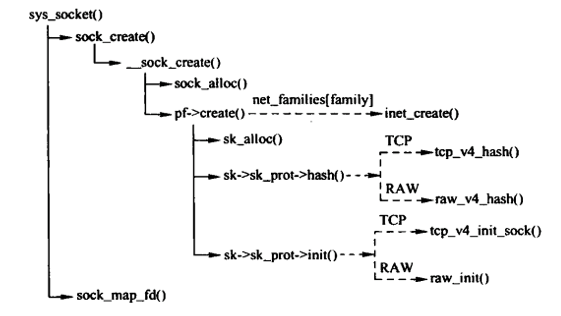 sys_socket()
sock_create()
__sock_create()
sock_alloc()
pf->create() net_families[family] inet_create()
sk_alloc()
TCP
tcp_v4_hash()
sk->sk_prot->hash()
RAW
raw_v4_hash()
TCP
tcp_v4_init_sock()
sk->sk_prot->init()
RAW
raw_init()
sock_map_fd()